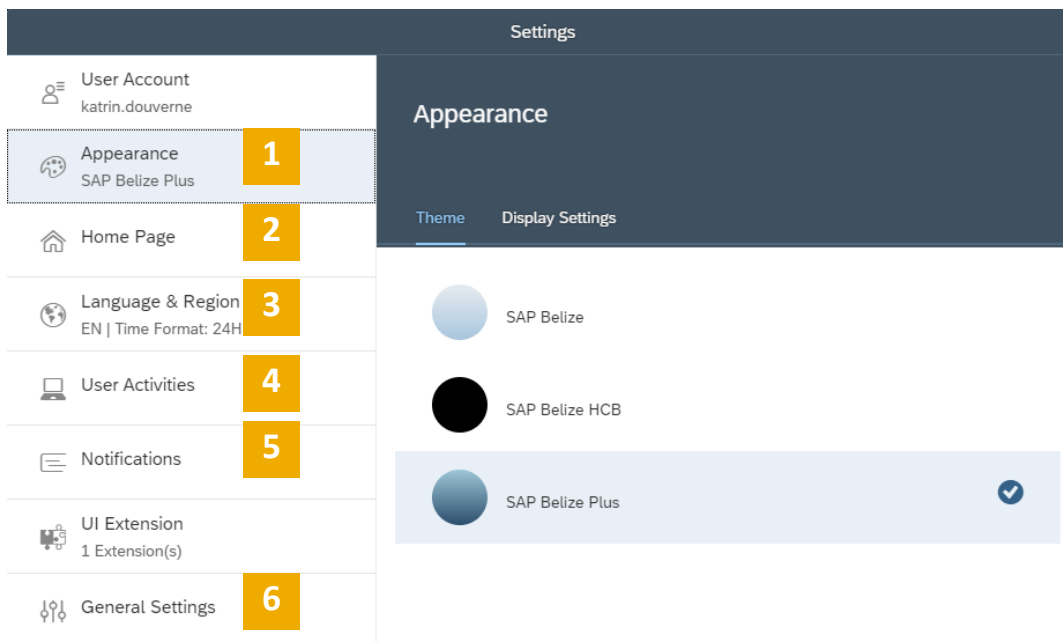 Settings
User Account
katrin.douverne
Appearance
SAP Belize Plus
1
Home Page
2
Language & Region
EN | Time Format: 24H
3
User Activities
4
Notifications
5
UI Extension
1 Extension(s)
General Settings
6
Appearance
Theme Display Settings
SAP Belize
SAP Belize HCB
SAP Belize Plus